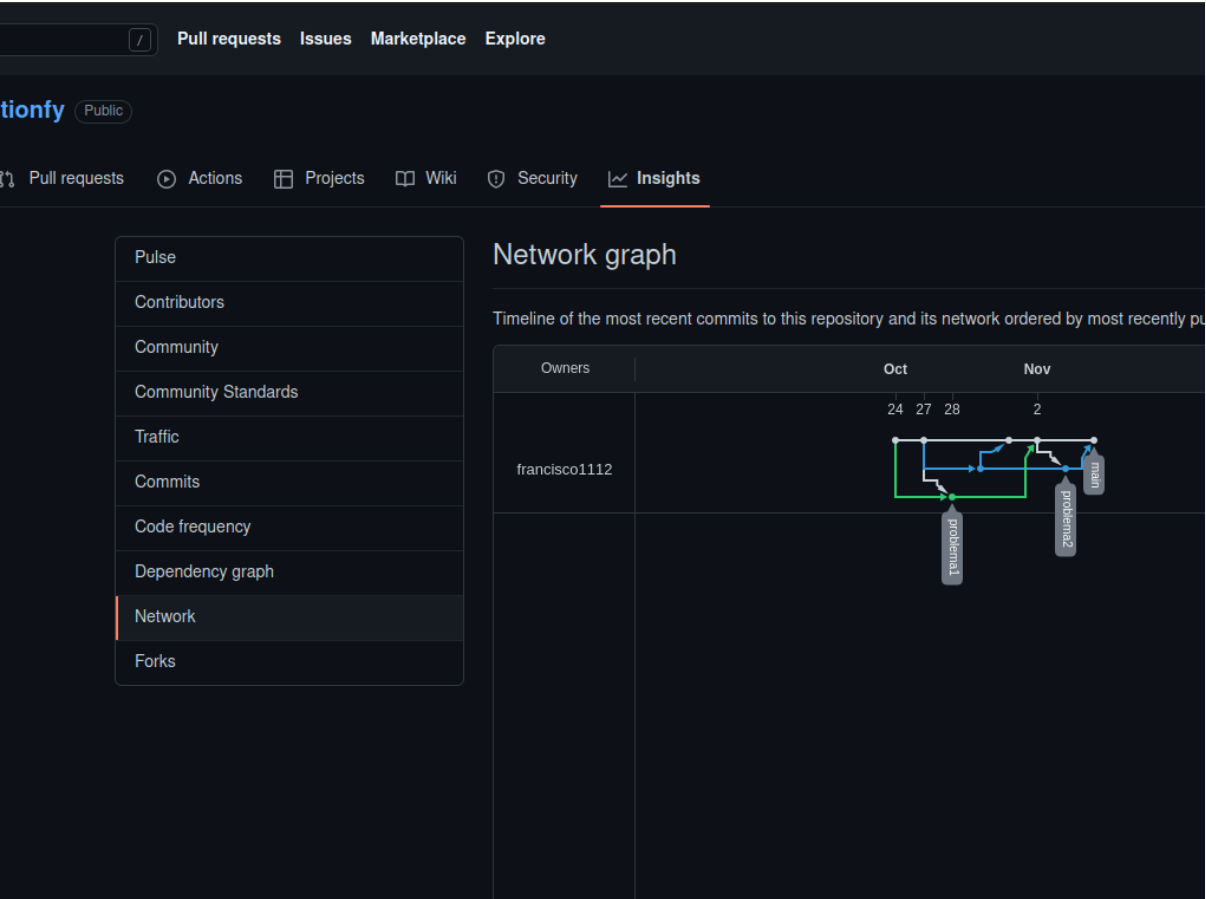 / Pull requests Issues Marketplace Explore
tionfy Public
Pull requests Actions Projects Wiki Security Insights
Pulse
Contributors
Community
Community Standards
Traffic
Commits
Code frequency
Dependency graph
Network
Forks
Network graph
Timeline of the most recent commits to this repository and its network ordered by most recently pu
Owners Oct Nov
24 27 28 2
francisco1112
main
problema2
problema1